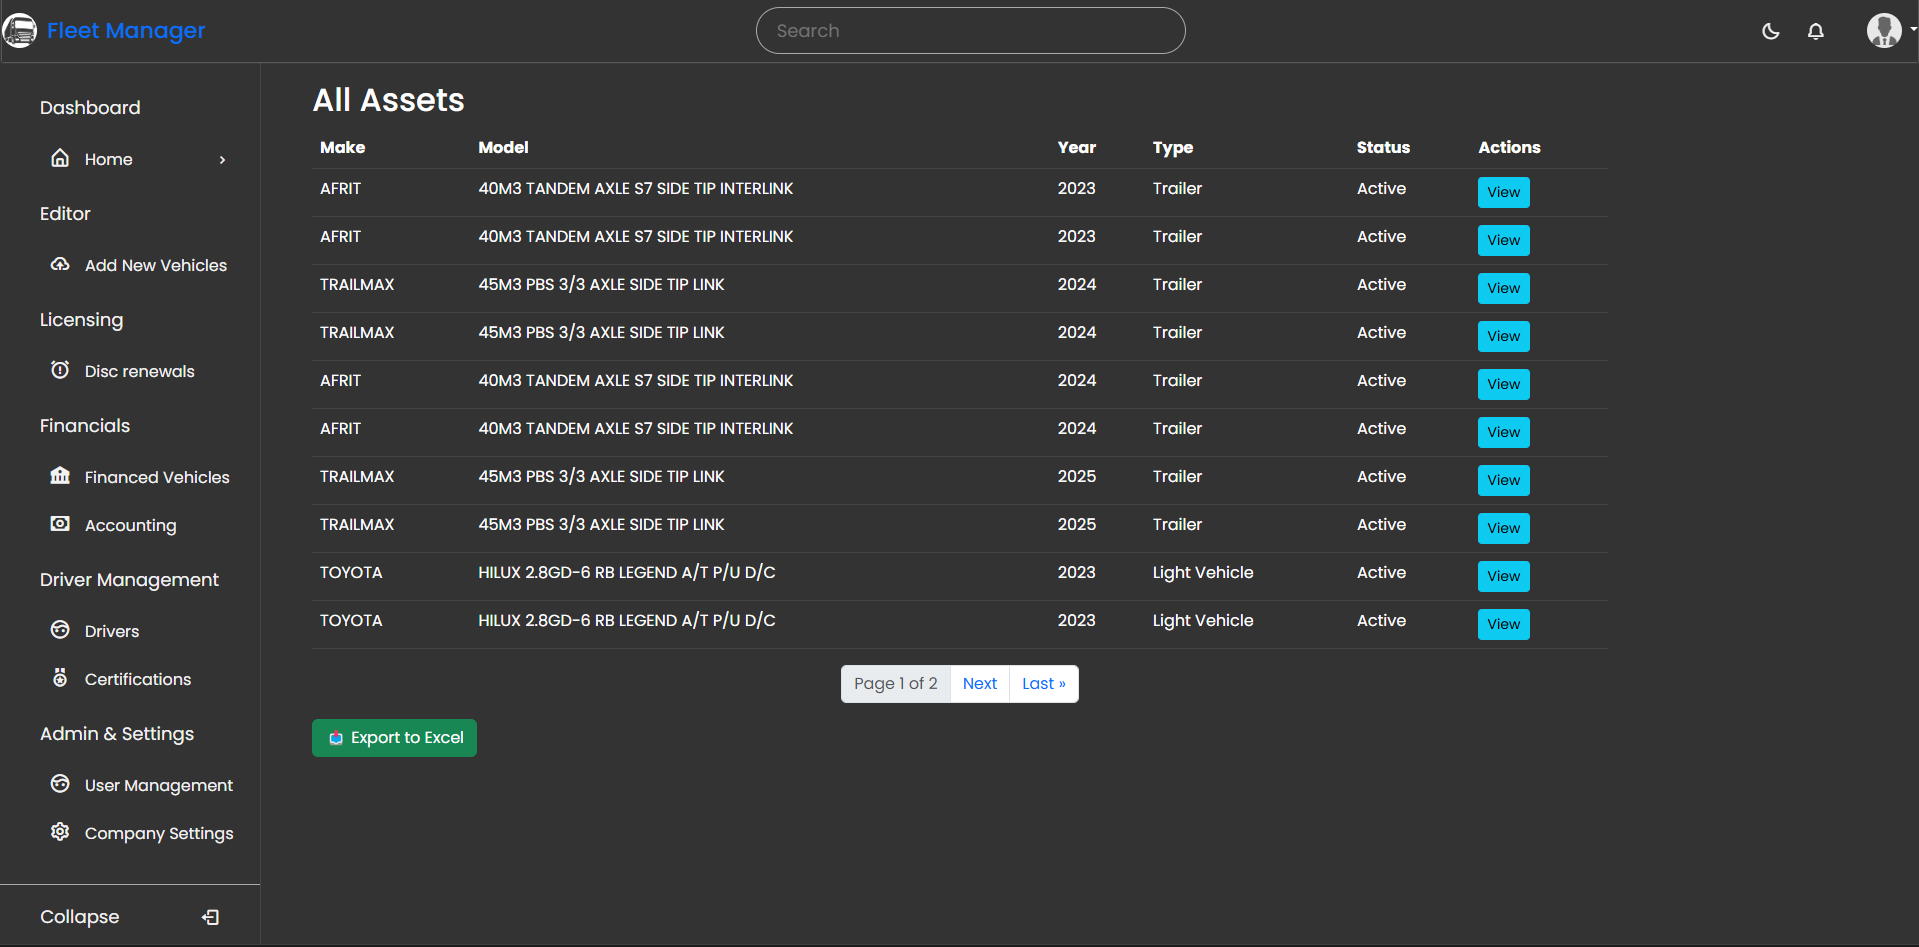 Fleet Manager
Search
Dashboard
Home
Editor
Add New Vehicles
Licensing
Disc renewals
Financials
Financed Vehicles
Accounting
Driver Management
Drivers
Certifications
Admin & Settings
User Management
Company Settings
Collapse
All Assets
Make Model Year Type Status Actions
AFRIT 40M3 TANDEM AXLE S7 SIDE TIP INTERLINK 2023 Trailer Active View
AFRIT 40M3 TANDEM AXLE S7 SIDE TIP INTERLINK 2023 Trailer Active View
TRAILMAX 45M3 PBS 3/3 AXLE SIDE TIP LINK 2024 Trailer Active View
TRAILMAX 45M3 PBS 3/3 AXLE SIDE TIP LINK 2024 Trailer Active View
AFRIT 40M3 TANDEM AXLE S7 SIDE TIP INTERLINK 2024 Trailer Active View
AFRIT 40M3 TANDEM AXLE S7 SIDE TIP INTERLINK 2024 Trailer Active View
TRAILMAX 45M3 PBS 3/3 AXLE SIDE TIP LINK 2025 Trailer Active View
TRAILMAX 45M3 PBS 3/3 AXLE SIDE TIP LINK 2025 Trailer Active View
TOYOTA HILUX 2.8GD-6 RB LEGEND A/T P/U D/C 2023 Light Vehicle Active View
TOYOTA HILUX 2.8GD-6 RB LEGEND A/T P/U D/C 2023 Light Vehicle Active View
Page 1 of 2 Next Last »
Export to Excel